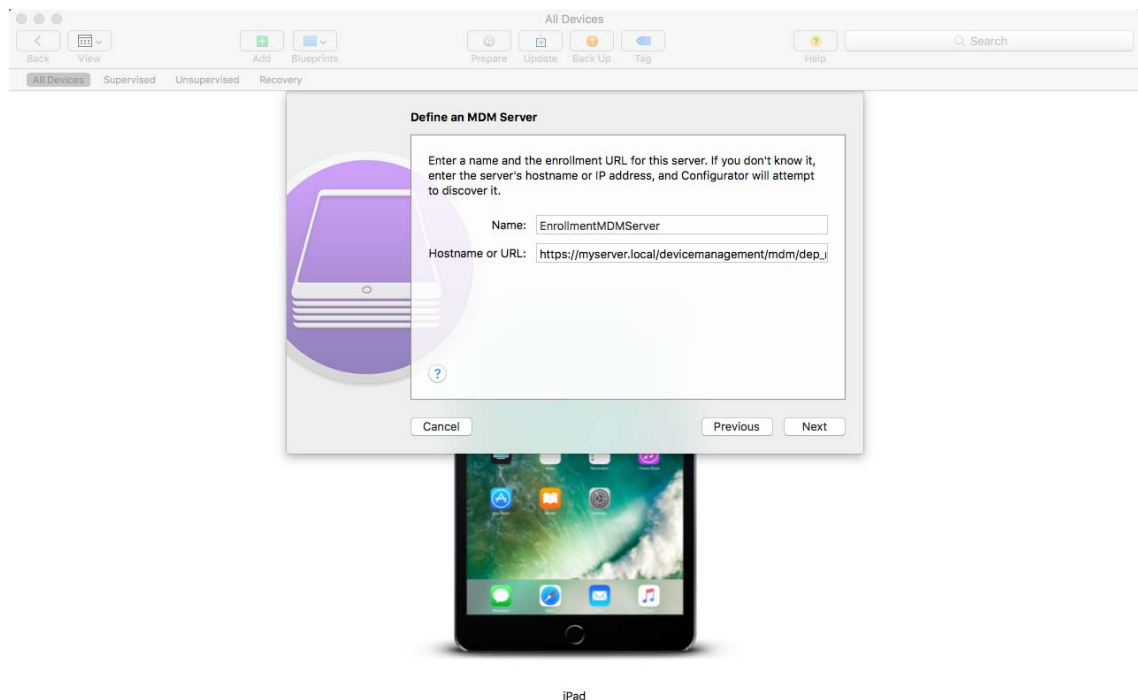 All Devices
Back
View
Add
Blueprints
Prepare
Update
Back Up
Tag
Help
Search
All Devices
Supervised
Unsupervised
Recovery
Define an MDM Server
Enter a name and the enrollment URL for this server. If you don't know it,
enter the server's hostname or IP address, and Configurator will attempt
to discover it.
Name: EnrollmentMDMServer
Hostname or URL: https://myserver.local/devicemanagement/mdm/dep_
?
Cancel
Previous
Next
iPad